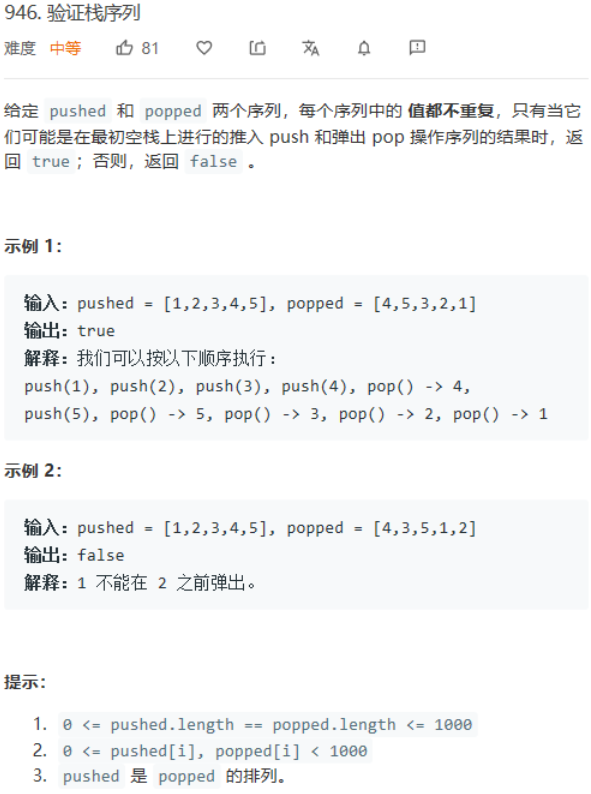 946. 验证栈序列
难度 中等 81
给定 pushed 和 popped 两个序列，每个序列中的 值都不重复，只有当它
们可能是在最初空栈上进行的推入 push 和弹出 pop 操作序列的结果时，返
回 true；否则，返回 false 。
示例 1：
输入：pushed = [1,2,3,4,5], popped = [4,5,3,2,1]
输出：true
解释：我们可以按以下顺序执行：
push(1), push(2), push(3), push(4), pop() -> 4,
push(5), pop() -> 5, pop() -> 3, pop() -> 2, pop() -> 1
示例 2：
输入：pushed = [1,2,3,4,5], popped = [4,3,5,1,2]
输出：false
解释：1 不能在 2 之前弹出。
提示：
1. 0 <= pushed.length == popped.length <= 1000
2. 0 <= pushed[i], popped[i] < 1000
3. pushed 是 popped 的排列。